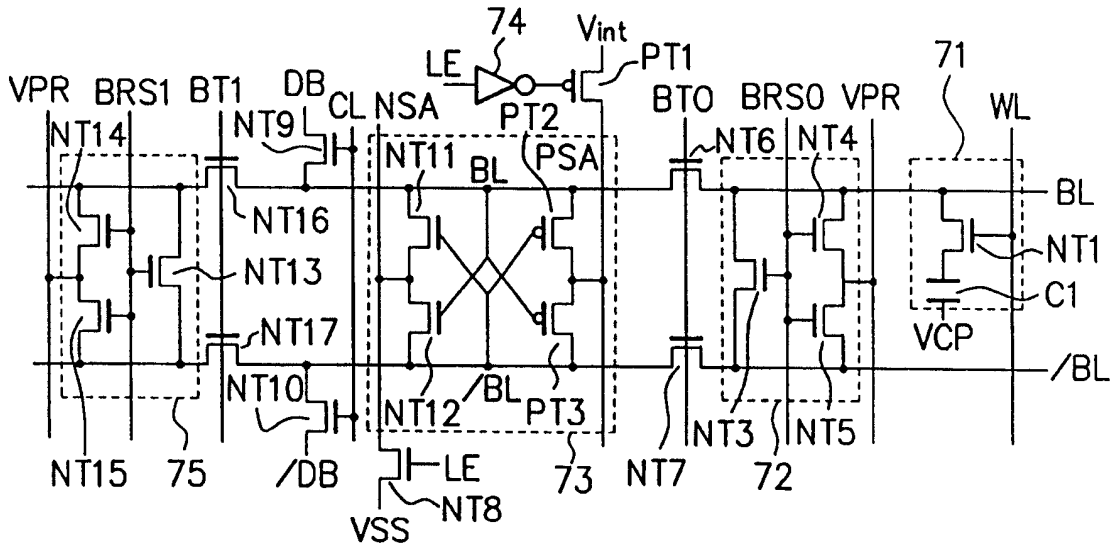 74
Vint
LE
PT1
71
VPR
BRS1
BT1
DB
CL
NSA
PT2
BT0
BRS0
VPR
WL
NT14
NT9
NT11
BL
PSA
NT6
NT4
BL
NT16
NT13
NT1
C1
NT17
VCP
NT10
NT12
/BL
PT3
/BL
NT15
75
/DB
LE
73
NT7
NT3
72
NT5
NT8
VSS